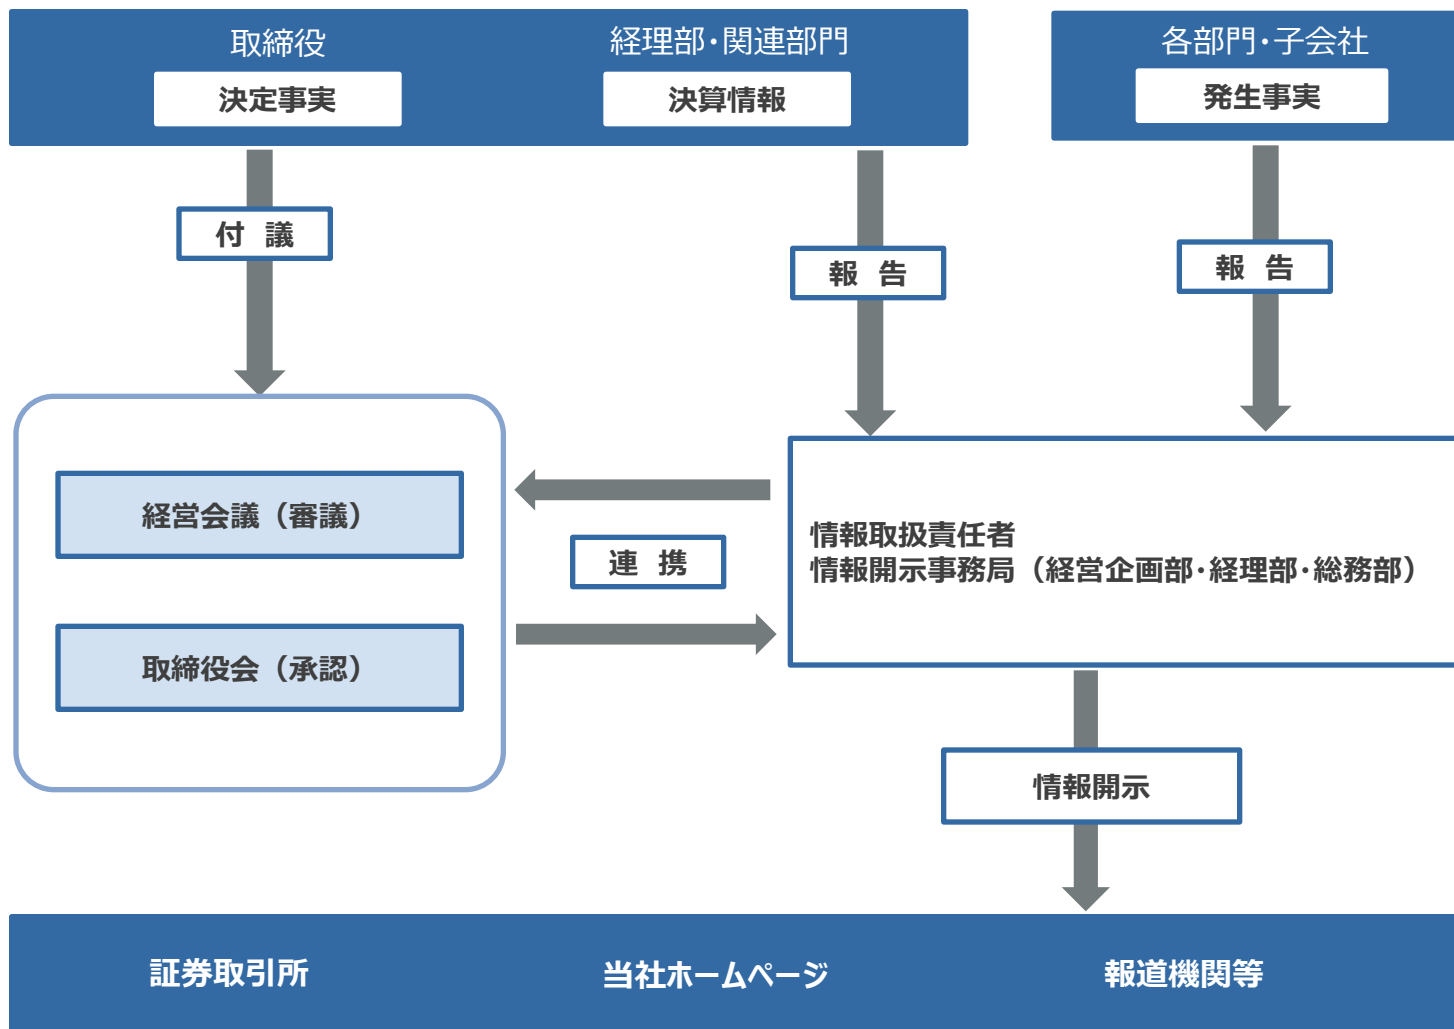 取締役
経理部・関連部門
各部門・子会社
決定事実
決算情報
発生事実
付 議
報 告
報 告
経営会議（審議）
取締役会（承認）
連 携
情報取扱責任者
情報開示事務局（経営企画部・経理部・総務部）
情報開示
証券取引所
当社ホームページ
報道機関等